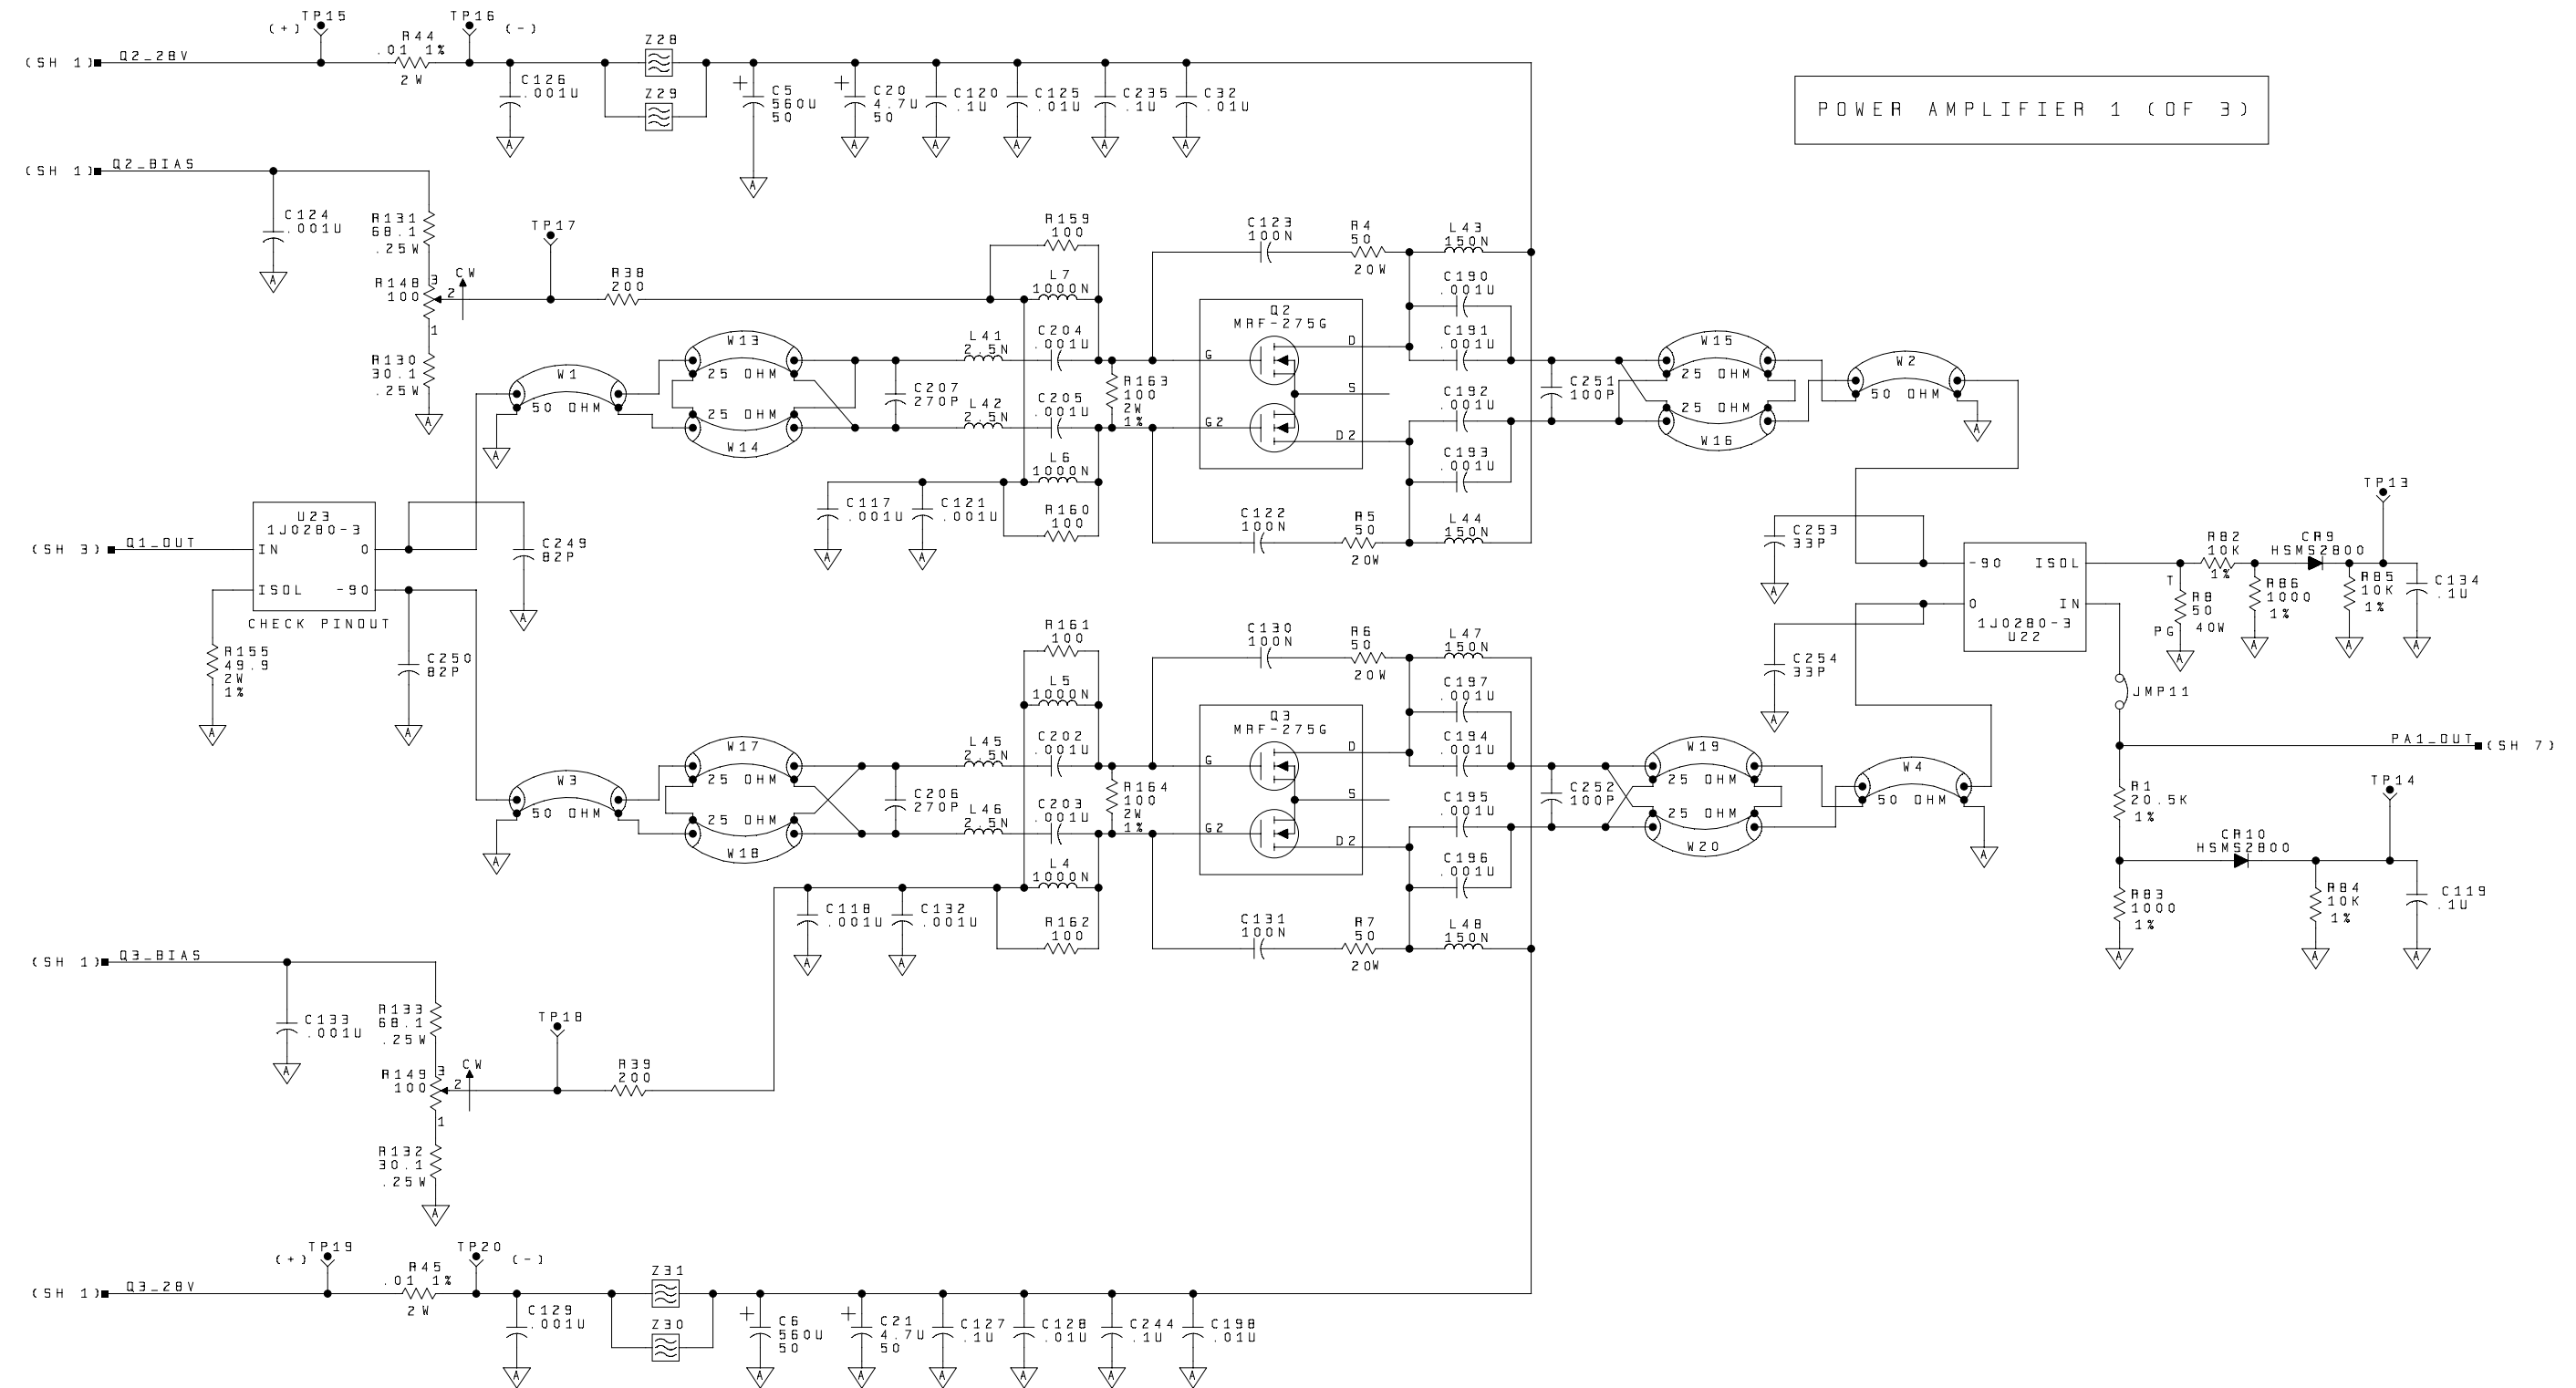 POWER AMPLIFIER 1 (OF 3)
TP15
(+)
R44
.01 1%
2W
TP16
(-)
(SH 1)
Q2_28V
C126
.001U
Z28
Z29
C5
560U
50
C20
4.7U
50
C120
.1U
C125
.01U
C235
.1U
C32
.01U
(SH 1)
Q2_BIAS
C124
.001U
R131
68.1
.25W
R148
100
3
2
1
CW
R130
30.1
.25W
TP17
R38
200
R159
100
L7
1000N
C123
100N
R4
50
20W
L43
150N
C190
.001U
Q2
MRF-275G
G
G2
D
S
D2
C191
.001U
C192
.001U
C193
.001U
W1
50 OHM
W13
25 OHM
25 OHM
W14
C207
270P
L41
2.5N
L42
2.5N
C204
.001U
C205
.001U
R163
100
2W
1%
L6
1000N
R160
100
C117
.001U
C121
.001U
C122
100N
R5
50
20W
L44
150N
C251
100P
W15
25 OHM
25 OHM
W16
W2
50 OHM
(SH 3)
Q1_OUT
U23
1J0280-3
IN
0
ISOL
-90
CHECK PINOUT
C249
82P
C250
82P
R155
49.9
2W
1%
C253
33P
C254
33P
-90
ISOL
0
IN
1J0280-3
U22
T
R8
50
40W
PG
R82
10K
1%
R86
1000
1%
CR9
HSMS2800
R85
10K
1%
TP13
C134
.1U
JMP11
PA1_OUT
(SH 7)
R1
20.5K
1%
R83
1000
1%
CR10
HSMS2800
R84
10K
1%
TP14
C119
.1U
R161
100
L5
1000N
C130
100N
R6
50
20W
L47
150N
C197
.001U
Q3
MRF-275G
G
G2
D
S
D2
C194
.001U
C195
.001U
C196
.001U
W3
50 OHM
W17
25 OHM
25 OHM
W18
C206
270P
L45
2.5N
L46
2.5N
C202
.001U
C203
.001U
R164
100
2W
1%
L4
1000N
R162
100
C118
.001U
C132
.001U
C131
100N
R7
50
20W
L48
150N
C252
100P
W19
25 OHM
25 OHM
W20
W4
50 OHM
(SH 1)
Q3_BIAS
C133
.001U
R133
68.1
.25W
R149
100
3
2
1
CW
R132
30.1
.25W
TP18
R39
200
TP19
(+)
R45
.01 1%
2W
TP20
(-)
(SH 1)
Q3_28V
C129
.001U
Z31
Z30
C6
560U
50
C21
4.7U
50
C127
.1U
C128
.01U
C244
.1U
C198
.01U